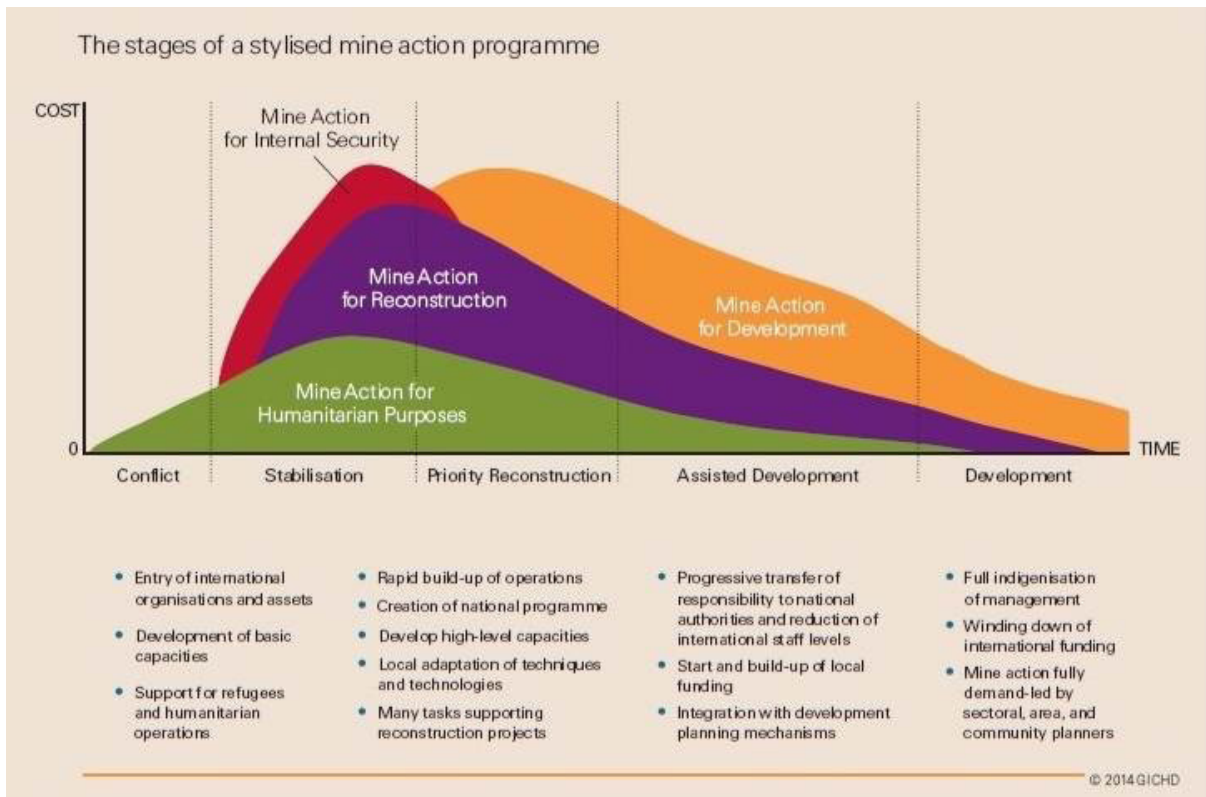 The stages of a stylised mine action programme
COST
Mine Action
for Internal Security
Mine Action
for Reconstruction
Mine Action
for Development
Mine Action for
Humanitarian Purposes
0
TIME
Conflict
Stabilisation
Priority Reconstruction
Assisted Development
Development
Entry of international
organisations and assets
Development of basic
capacities
Support for refugees
and humanitarian
operations
Rapid build-up of operations
Creation of national programme
Develop high-level capacities
Local adaptation of techniques
and technologies
Many tasks supporting
reconstruction projects
Progressive transfer of
responsibility to national
authorities and reduction of
international staff levels
Start and build-up of local
funding
Integration with development
planning mechanisms
Full indigenisation
of management
Winding down of
international funding
Mine action fully
demand-led by
sectoral, area, and
community planners
© 2014 GICHD